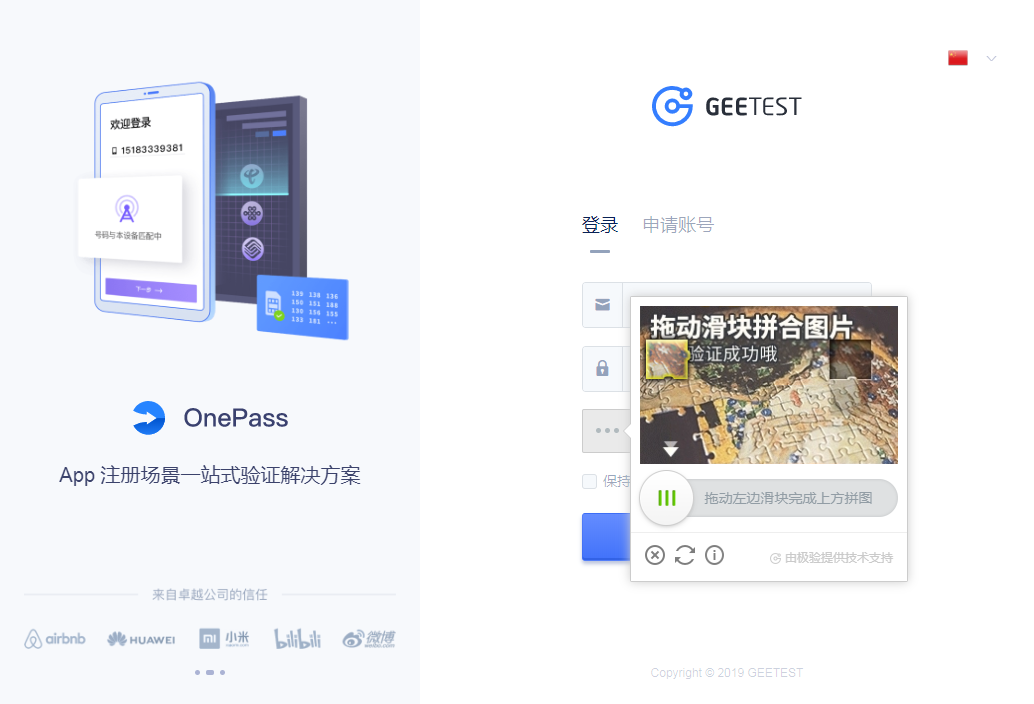 欢迎登录
15183339381
号码与本设备匹配中
下一步
139 138 136
150 151 188
130 156 155
133 181 ...
OnePass
App 注册场景一站式验证解决方案
来自卓越公司的信任
airbnb
HUAWEI
小米
bilibili
微博
weibo.com
GEETEST
登录 申请账号
拖动滑块拼合图片
验证成功哦
保持
拖动左边滑块完成上方拼图
由极验提供技术支持
Copyright © 2019 GEETEST